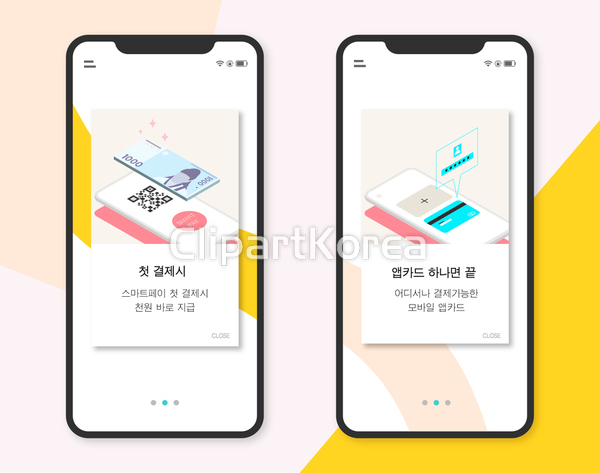 1000
1000
첫 결제시
스마트페이 첫 결제시
천원 바로 지급
CLOSE
앱카드 하나면 끝
어디서나 결제가능한
모바일 앱카드
CLOSE
ClipartKorea